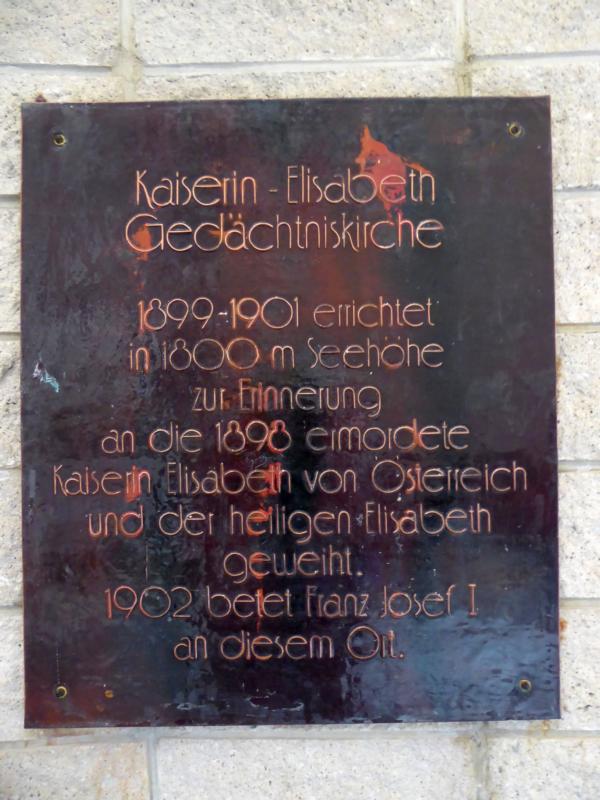 Kaiserin - Elisabeth
Gedächtniskirche
1899-1901 errichtet
in 1800 m Seehöhe
zur Erinnerung
an die 1898 ermordete
Kaiserin Elisabeth von Österreich
und der heiligen Elisabeth
geweiht.
1902 betet Franz Josef I
an diesem Ort.